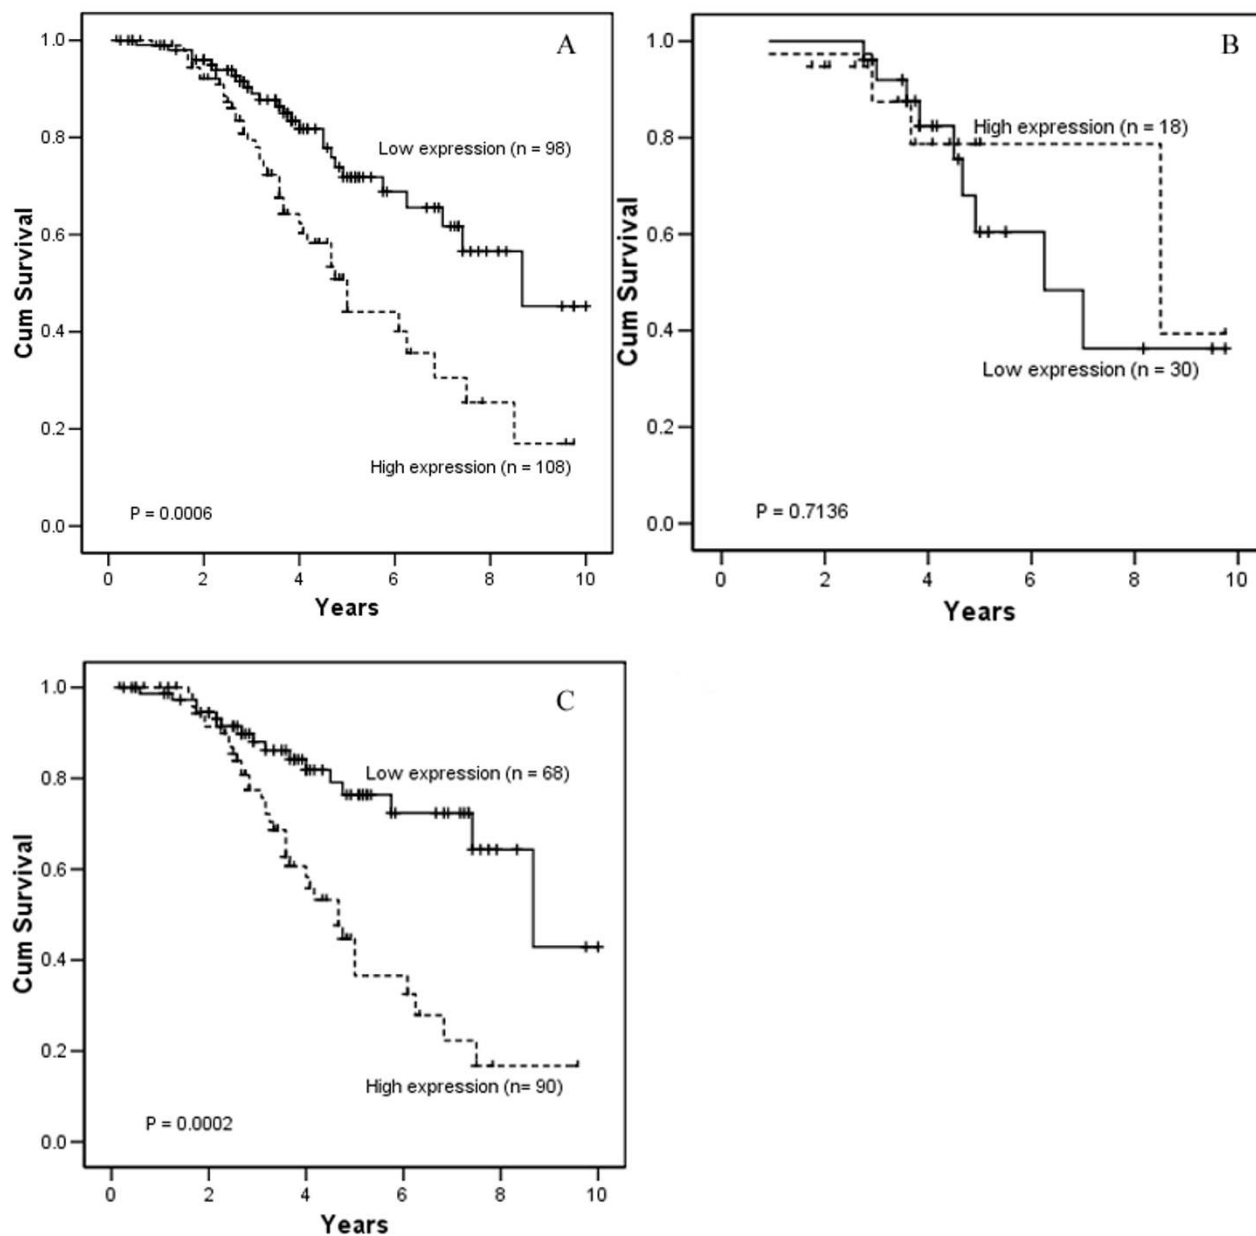 A
1.0
0.8
0.6
0.4
0.2
0.0
Cum Survival
Low expression (n = 98)
High expression (n = 108)
P = 0.0006
0 2 4 6 8 10
Years
B
1.0
0.8
0.6
0.4
0.2
0.0
Cum Survival
High expression (n = 18)
Low expression (n = 30)
P = 0.7136
0 2 4 6 8 10
Years
C
1.0
0.8
0.6
0.4
0.2
0.0
Cum Survival
Low expression (n = 68)
High expression (n= 90)
P = 0.0002
0 2 4 6 8 10
Years